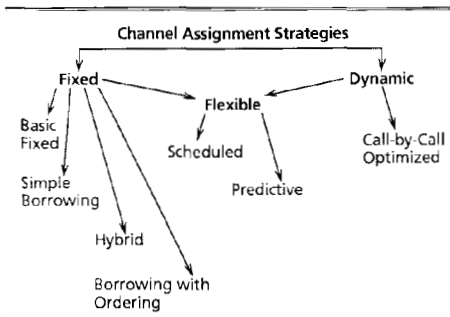 Channel Assignment Strategies
Fixed
Flexible
Dynamic
Basic
Fixed
Scheduled
Call-by-Call
Optimized
Simple
Borrowing
Predictive
Hybrid
Borrowing with
Ordering